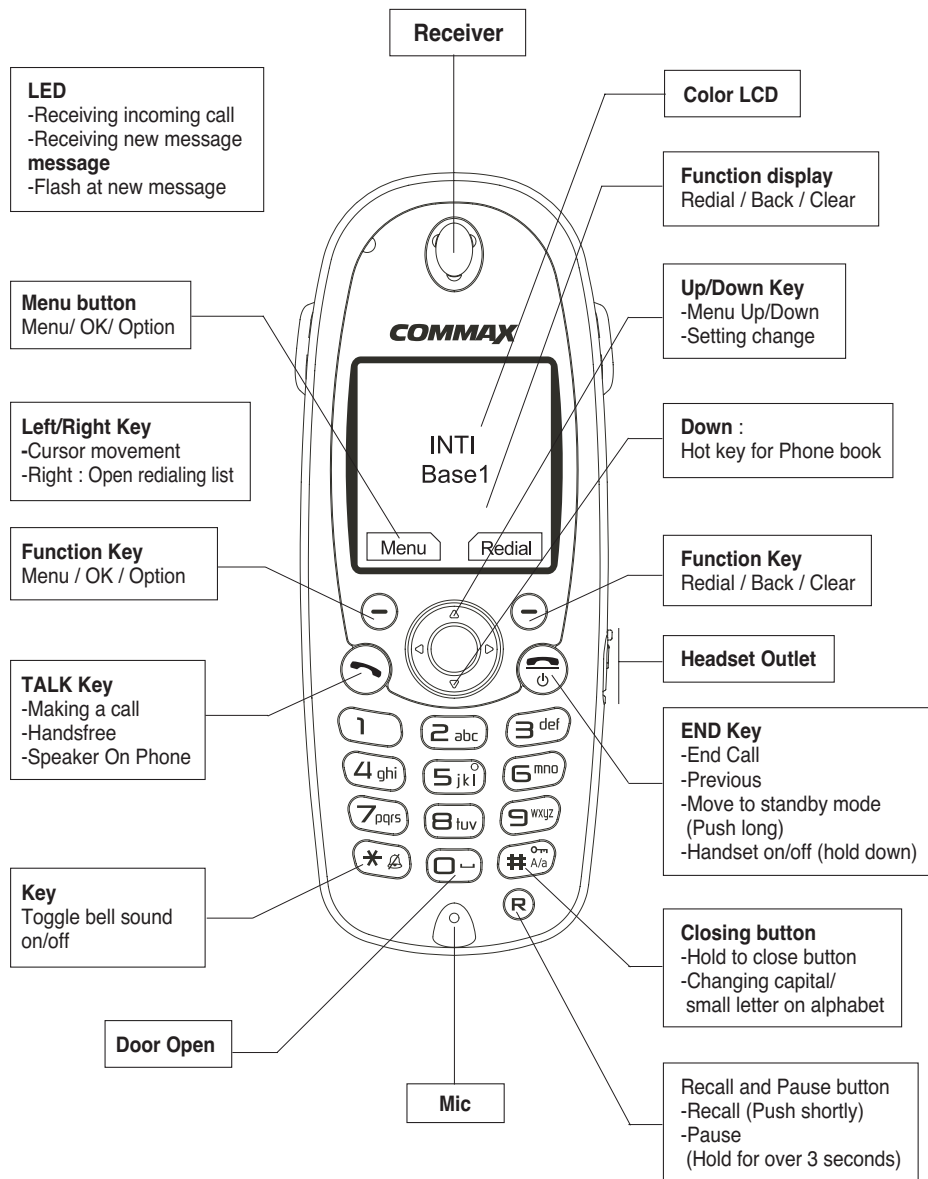 Receiver
LED
-Receiving incoming call
-Receiving new message
message
-Flash at new message
Color LCD
Function display
Redial / Back / Clear
Menu button
Menu/ OK/ Option
Up/Down Key
-Menu Up/Down
-Setting change
COMMAX
Left/Right Key
-Cursor movement
-Right : Open redialing list
Down :
Hot key for Phone book
INTI
Base1
Menu
Redial
Function Key
Menu / OK / Option
Function Key
Redial / Back / Clear
Headset Outlet
TALK Key
-Making a call
-Handsfree
-Speaker On Phone
END Key
-End Call
-Previous
-Move to standby mode
(Push long)
-Handset on/off (hold down)
1
2 abc
3 def
4 ghi
5 jkl
6 mno
7 pqrs
8 tuv
9 wxyz
*
0
# A/a
R
Key
Toggle bell sound
on/off
Closing button
-Hold to close button
-Changing capital/
small letter on alphabet
Door Open
Mic
Recall and Pause button
-Recall (Push shortly)
-Pause
(Hold for over 3 seconds)